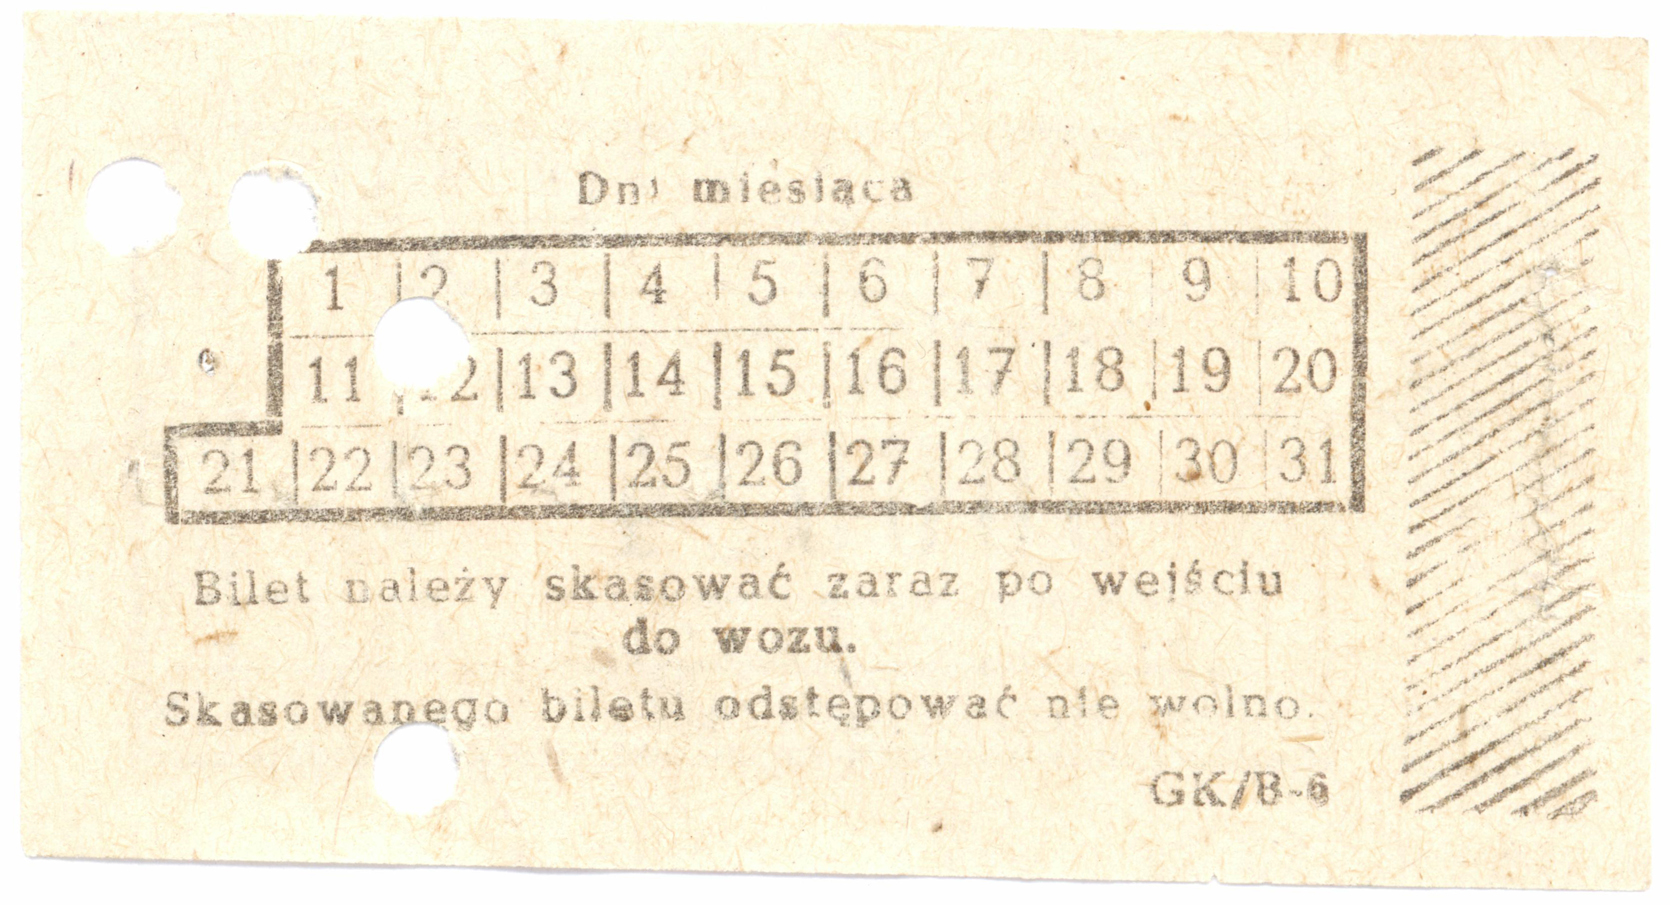 Dni miesiąca
1 2 3 4 5 6 7 8 9 10
11 12 13 14 15 16 17 18 19 20
21 22 23 24 25 26 27 28 29 30 31
Bilet należy skasować zaraz po wejściu
do wozu.
Skasowanego biletu odstępować nie wolno.
GK/B-6